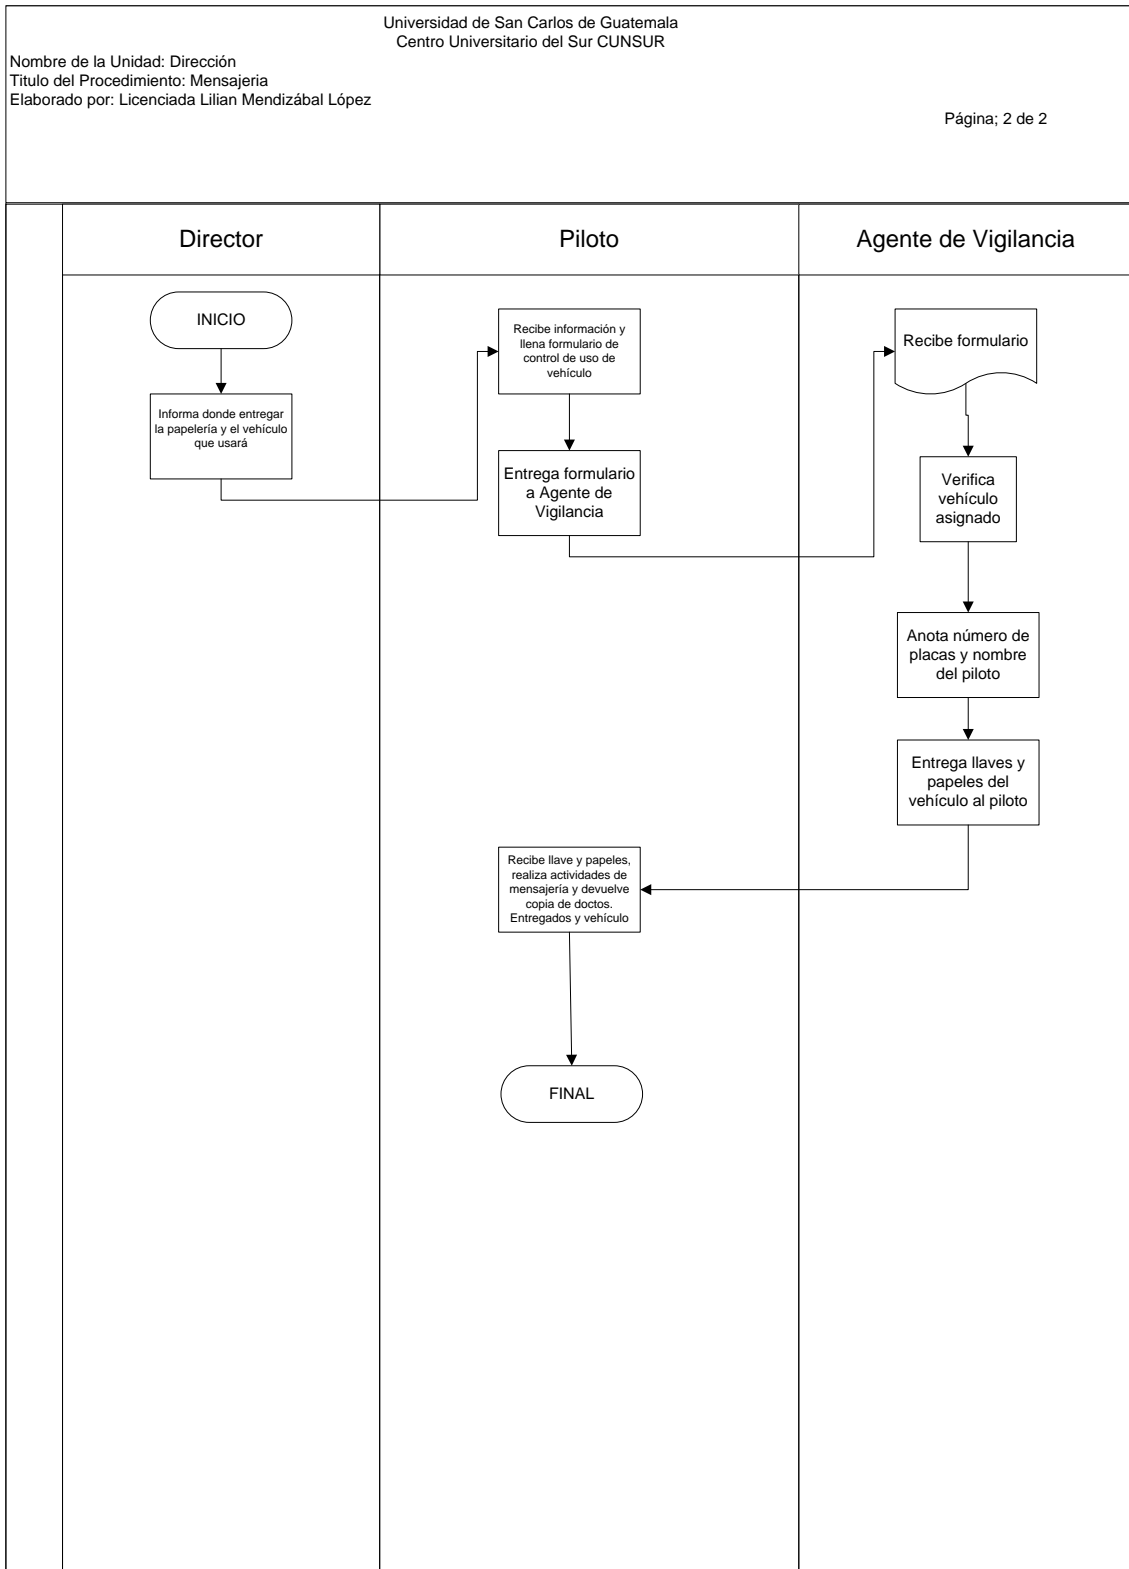 Universidad de San Carlos de Guatemala
Centro Universitario del Sur CUNSUR
Nombre de la Unidad: Dirección
Titulo del Procedimiento: Mensajeria
Elaborado por: Licenciada Lilian Mendizábal López
Página; 2 de 2
Director
Piloto
Agente de Vigilancia
INICIO
Informa donde entregar
la papelería y el vehículo
que usará
Recibe información y
llena formulario de
control de uso de
vehículo
Entrega formulario
a Agente de
Vigilancia
Recibe formulario
Verifica
vehículo
asignado
Anota número de
placas y nombre
del piloto
Entrega llaves y
papeles del
vehículo al piloto
Recibe llave y papeles,
realiza actividades de
mensajería y devuelve
copia de doctos.
Entregados y vehículo
FINAL